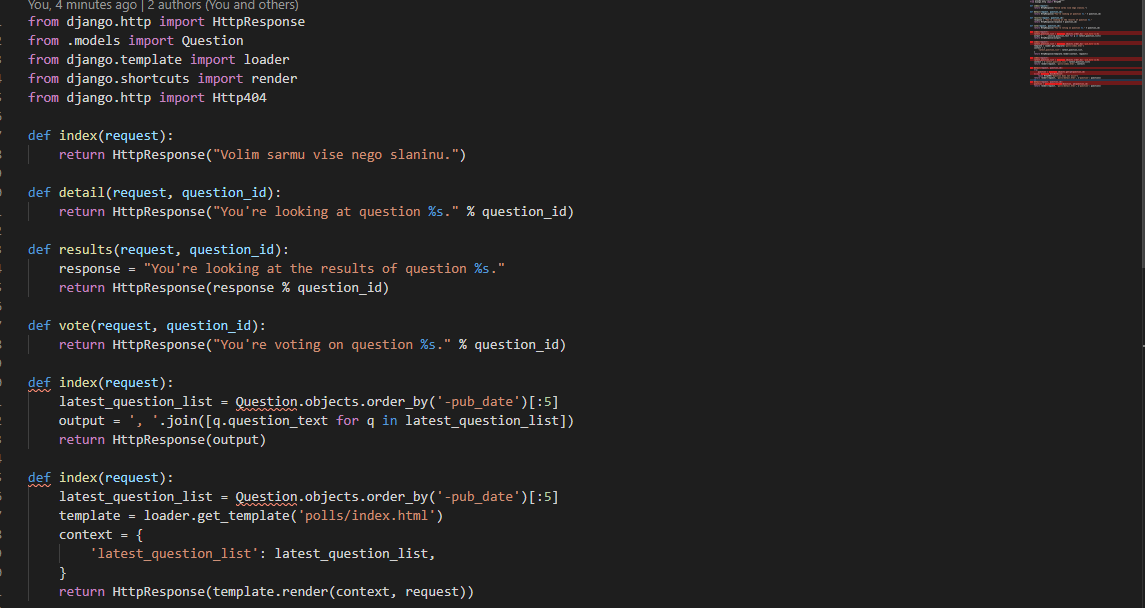 You, 4 minutes ago | 2 authors (You and others)
from django.http import HttpResponse
from .models import Question
from django.template import loader
from django.shortcuts import render
from django.http import Http404
def index(request):
    return HttpResponse("Volim sarmu vise nego slaninu.")
def detail(request, question_id):
    return HttpResponse("You're looking at question %s." % question_id)
def results(request, question_id):
    response = "You're looking at the results of question %s."
    return HttpResponse(response % question_id)
def vote(request, question_id):
    return HttpResponse("You're voting on question %s." % question_id)
def index(request):
    latest_question_list = Question.objects.order_by('-pub_date')[:5]
    output = ', '.join([q.question_text for q in latest_question_list])
    return HttpResponse(output)
def index(request):
    latest_question_list = Question.objects.order_by('-pub_date')[:5]
    template = loader.get_template('polls/index.html')
    context = {
        'latest_question_list': latest_question_list,
    }
    return HttpResponse(template.render(context, request))